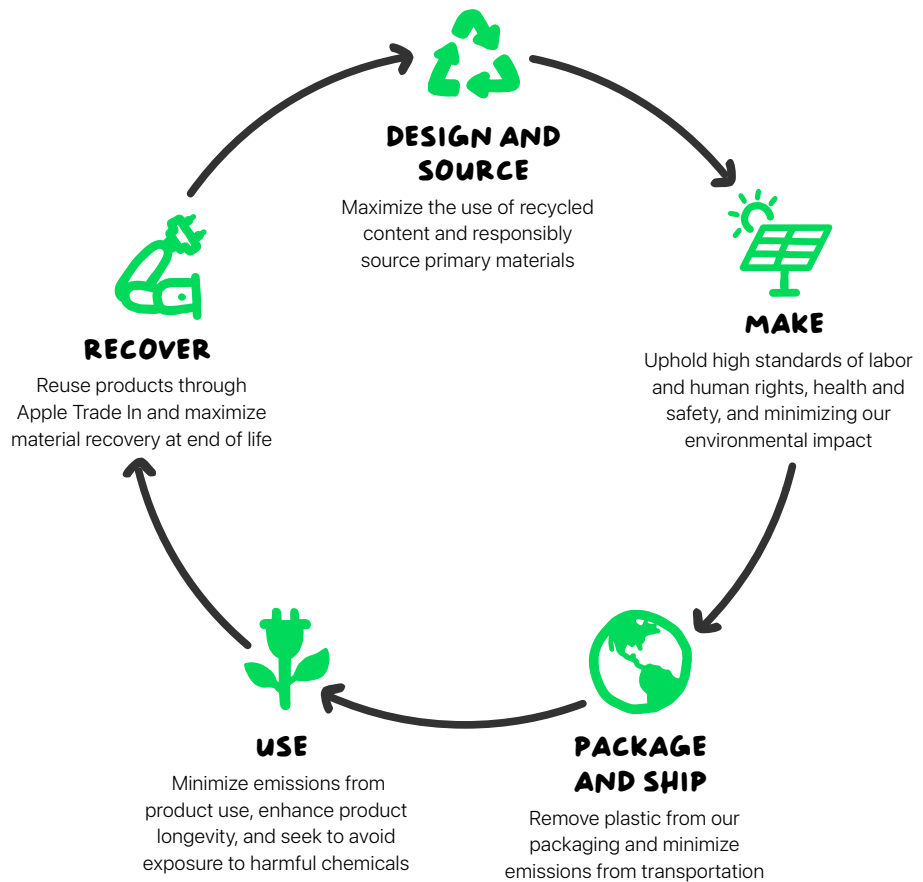 DESIGN AND
SOURCE
Maximize the use of recycled
content and responsibly
source primary materials
MAKE
Uphold high standards of labor
and human rights, health and
safety, and minimizing our
environmental impact
PACKAGE
AND SHIP
Remove plastic from our
packaging and minimize
emissions from transportation
USE
Minimize emissions from
product use, enhance product
longevity, and seek to avoid
exposure to harmful chemicals
RECOVER
Reuse products through
Apple Trade In and maximize
material recovery at end of life